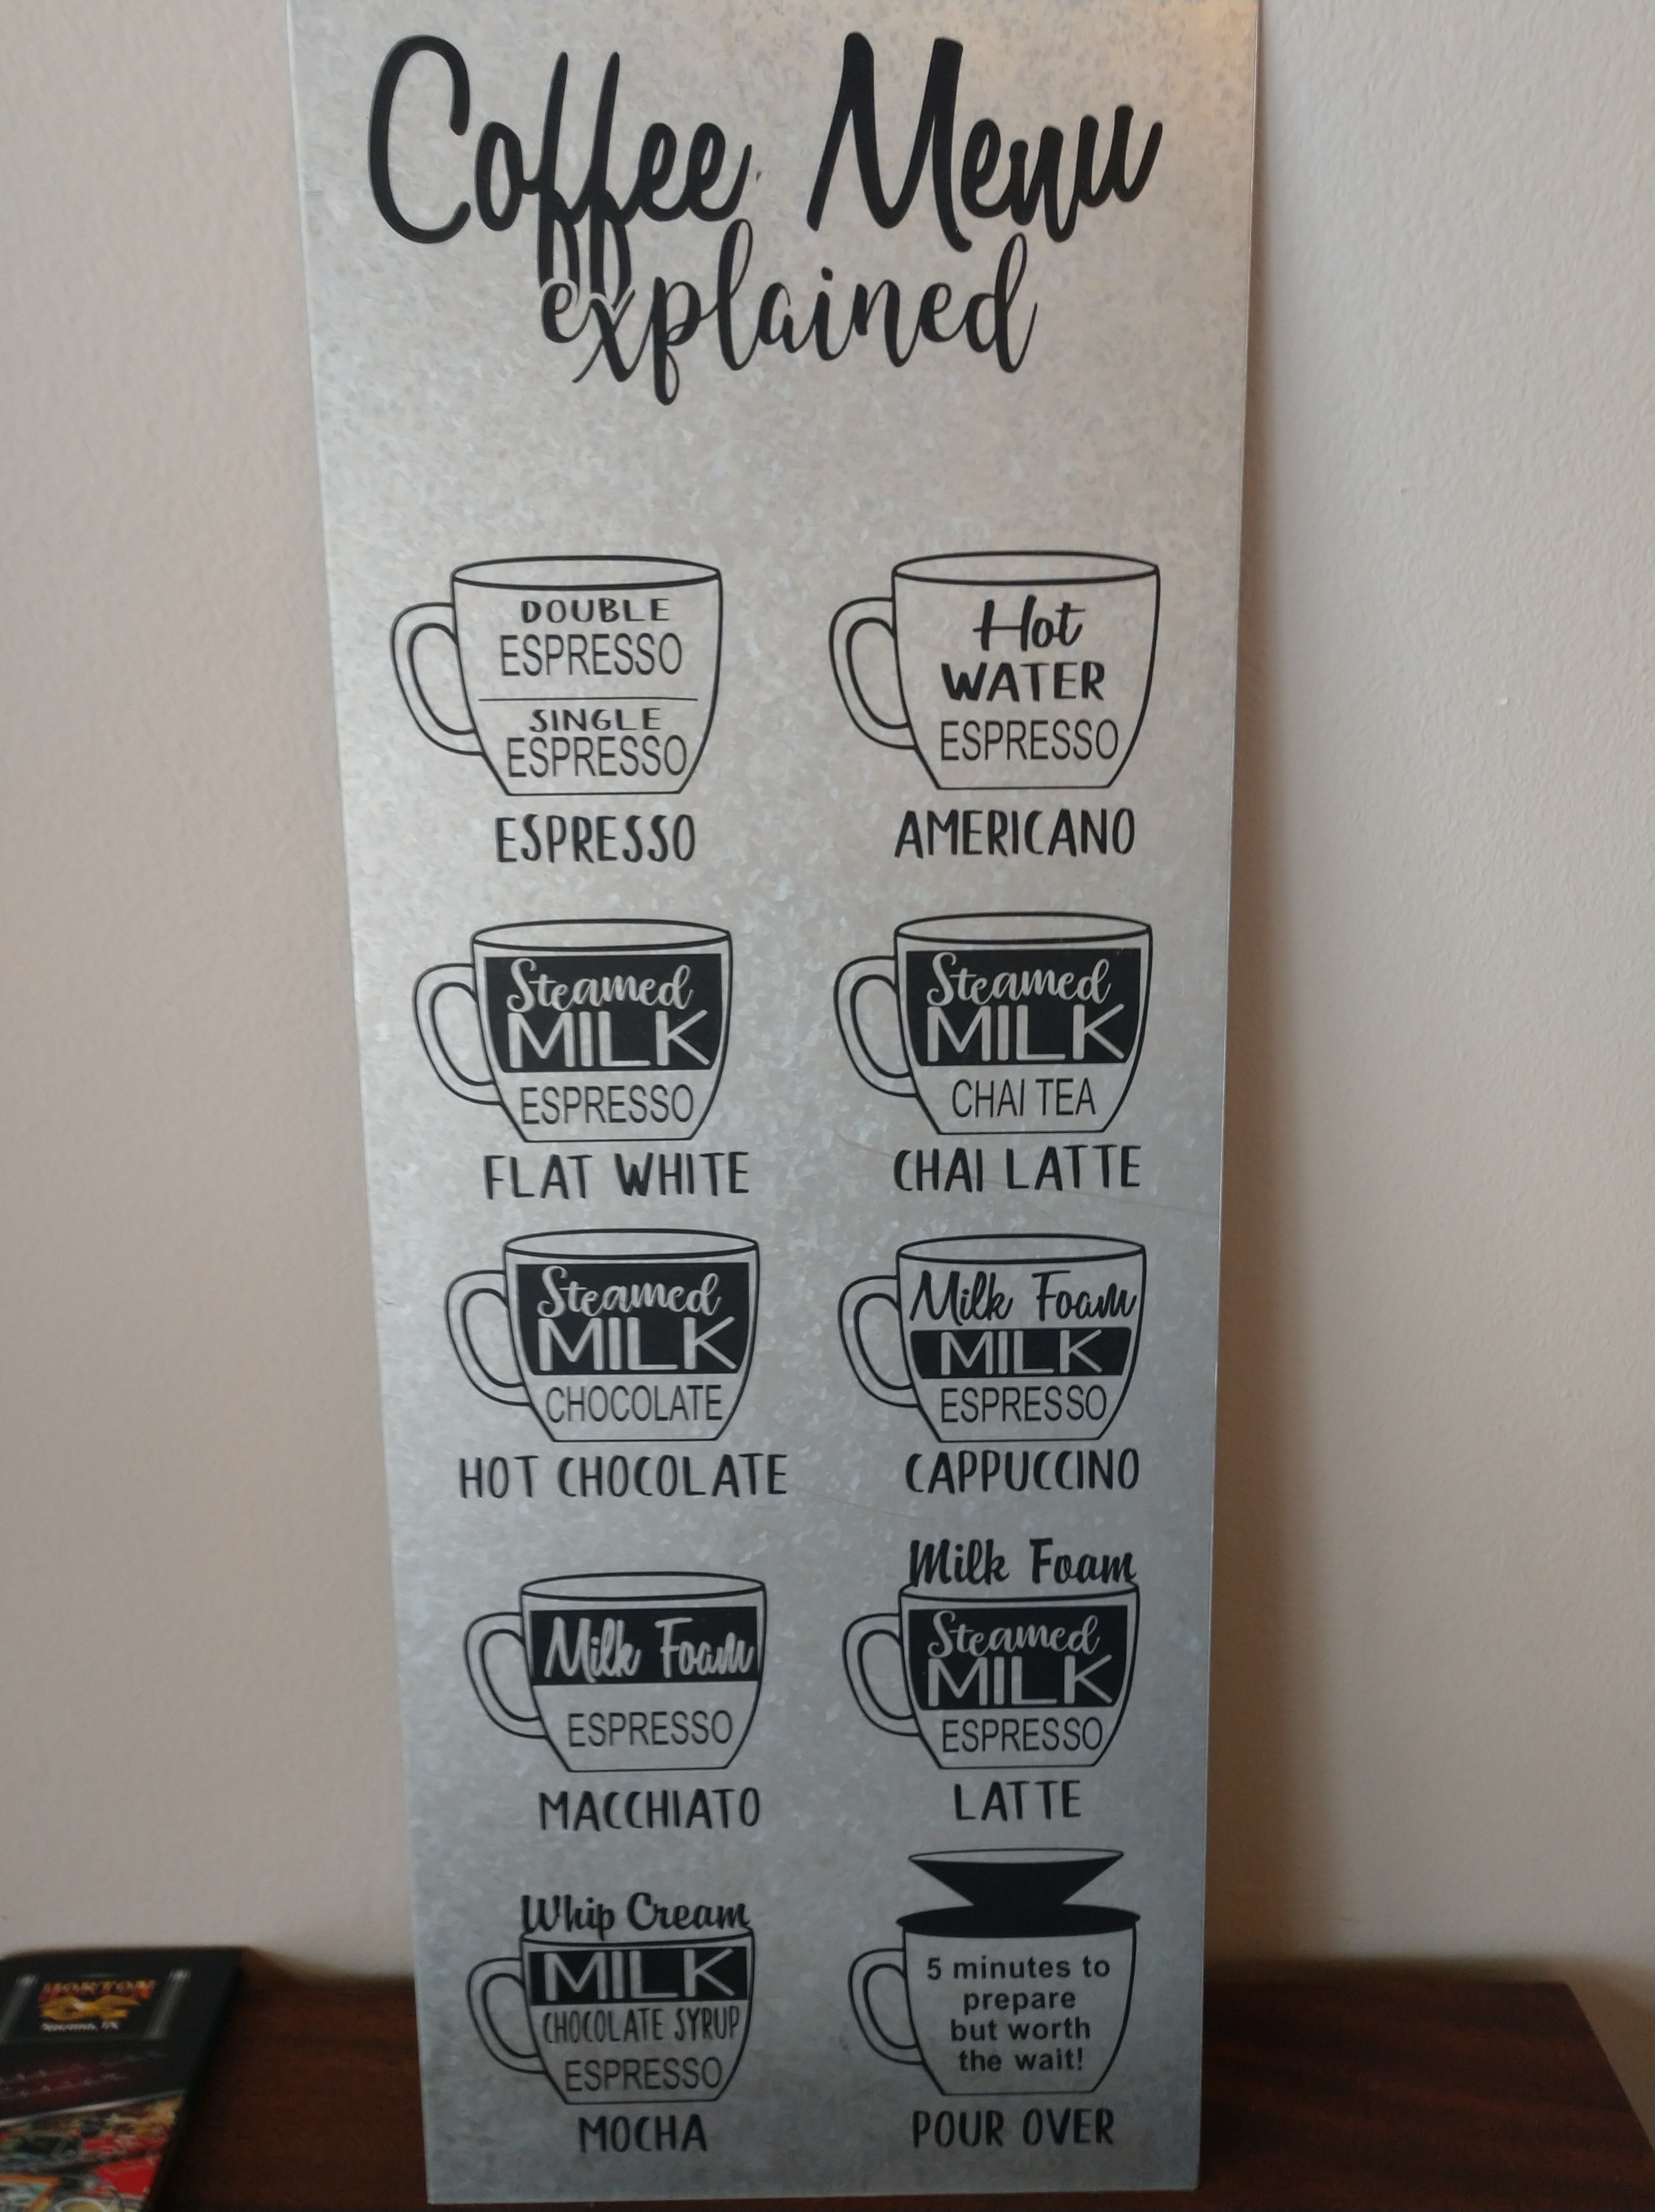 Coffee Menu
explained
DOUBLE
ESPRESSO
SINGLE
ESPRESSO
ESPRESSO
Hot
WATER
ESPRESSO
AMERICANO
Steamed
MILK
ESPRESSO
FLAT WHITE
Steamed
MILK
CHAI TEA
CHAI LATTE
Steamed
MILK
CHOCOLATE
HOT CHOCOLATE
Milk Foam
MILK
ESPRESSO
CAPPUCCINO
Milk Foam
ESPRESSO
MACCHIATO
Milk Foam
Steamed
MILK
ESPRESSO
LATTE
Whip Cream
MILK
CHOCOLATE SYRUP
ESPRESSO
MOCHA
5 minutes to
prepare
but worth
the wait!
POUR OVER
HORTON